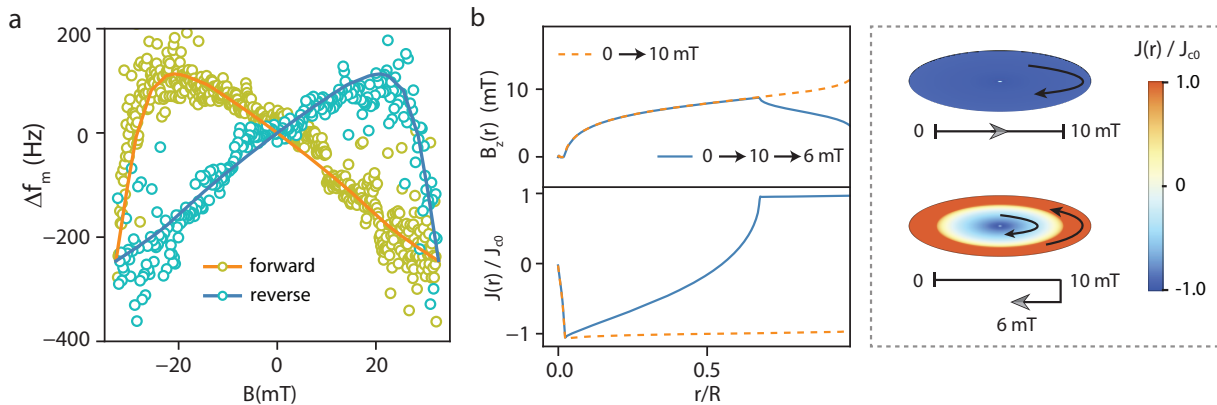 a
200
100
0
−200
−400
Δf_m (Hz)
forward
reverse
−20
0
20
B(mT)
b
0 → 10 mT
10
0
B_z(r) (mT)
0 → 10 → 6 mT
1
0
−1
J(r) / J_c0
0.0
0.5
r/R
J(r) / J_c0
1.0
0
-1.0
0
10 mT
0
10 mT
6 mT